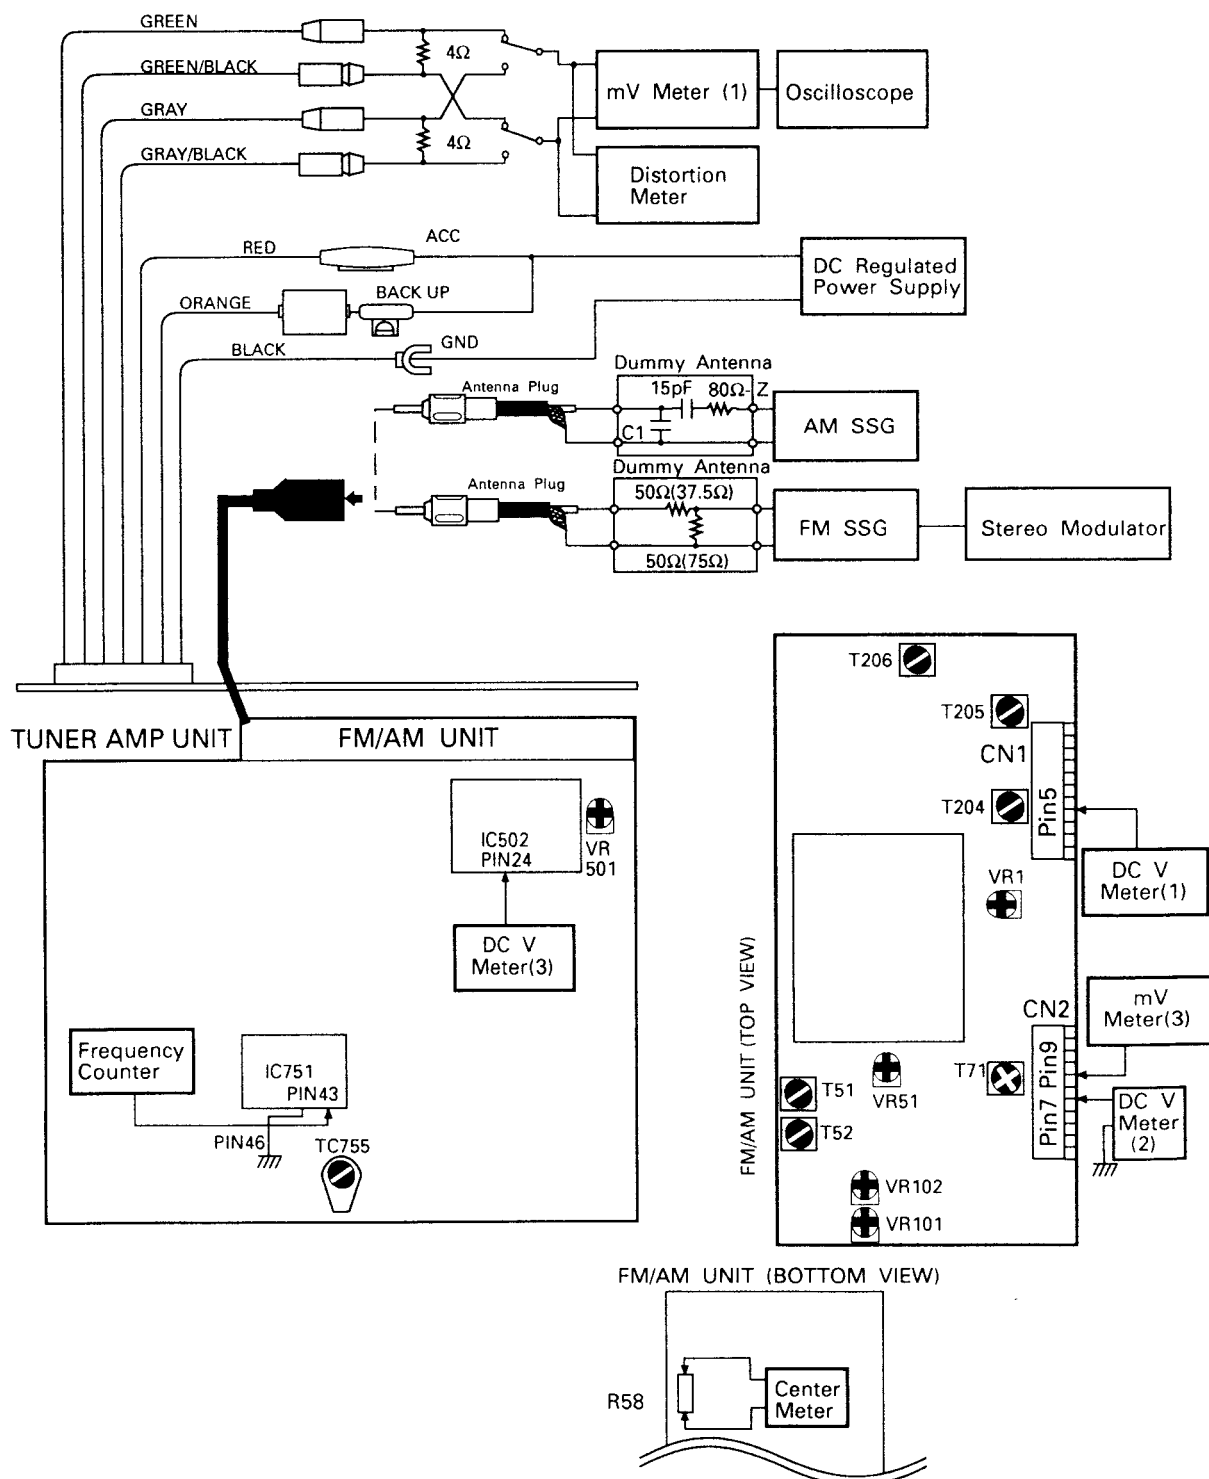 GREEN
4Ω
GREEN/BLACK
mV Meter (1)
Oscilloscope
GRAY
4Ω
GRAY/BLACK
Distortion
Meter
RED
ACC
DC Regulated
Power Supply
ORANGE
BACK UP
BLACK
GND
Dummy Antenna
Antenna Plug
15pF
80Ω-Z
C1
AM SSG
Dummy Antenna
Antenna Plug
50Ω(37.5Ω)
50Ω(75Ω)
FM SSG
Stereo Modulator
TUNER AMP UNIT
FM/AM UNIT
IC502
PIN24
VR
501
DC V
Meter(3)
Frequency
Counter
IC751
PIN43
PIN46
TC755
T206
T205
CN1
T204
Pin5
DC V
Meter(1)
VR1
FM/AM UNIT (TOP VIEW)
CN2
mV
Meter(3)
T71
Pin7 Pin9
DC V
Meter
(2)
VR51
T51
T52
VR102
VR101
FM/AM UNIT (BOTTOM VIEW)
R58
Center
Meter